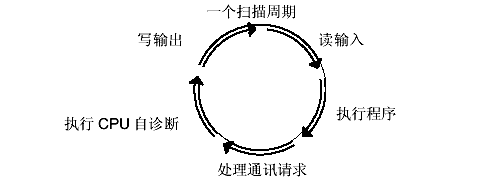 一个扫描周期
写输出
读输入
执行 CPU 自诊断
执行程序
处理通讯请求